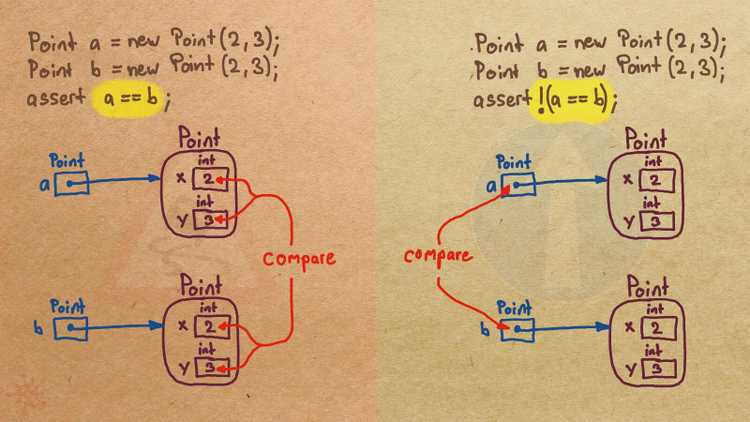 Point a = new Point(2,3);
Point b = new Point(2,3);
assert a == b;
Point
Point
a
int
x 2
int
y 3
compare
Point
Point
b
int
x 2
int
y 3
Point a = new Point(2,3);
Point b = new Point(2,3);
assert !(a == b);
Point
Point
a
int
x 2
int
y 3
compare
Point
Point
b
int
x 2
int
y 3